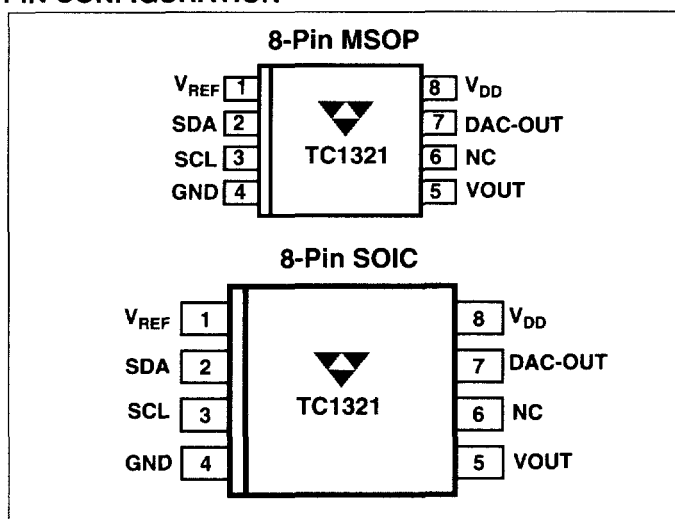 8-Pin MSOP
VREF 1 8 VDD
SDA 2 7 DAC-OUT
SCL 3 TC1321 6 NC
GND 4 5 VOUT
8-Pin SOIC
VREF 1 8 VDD
SDA 2 7 DAC-OUT
SCL 3 TC1321 6 NC
GND 4 5 VOUT